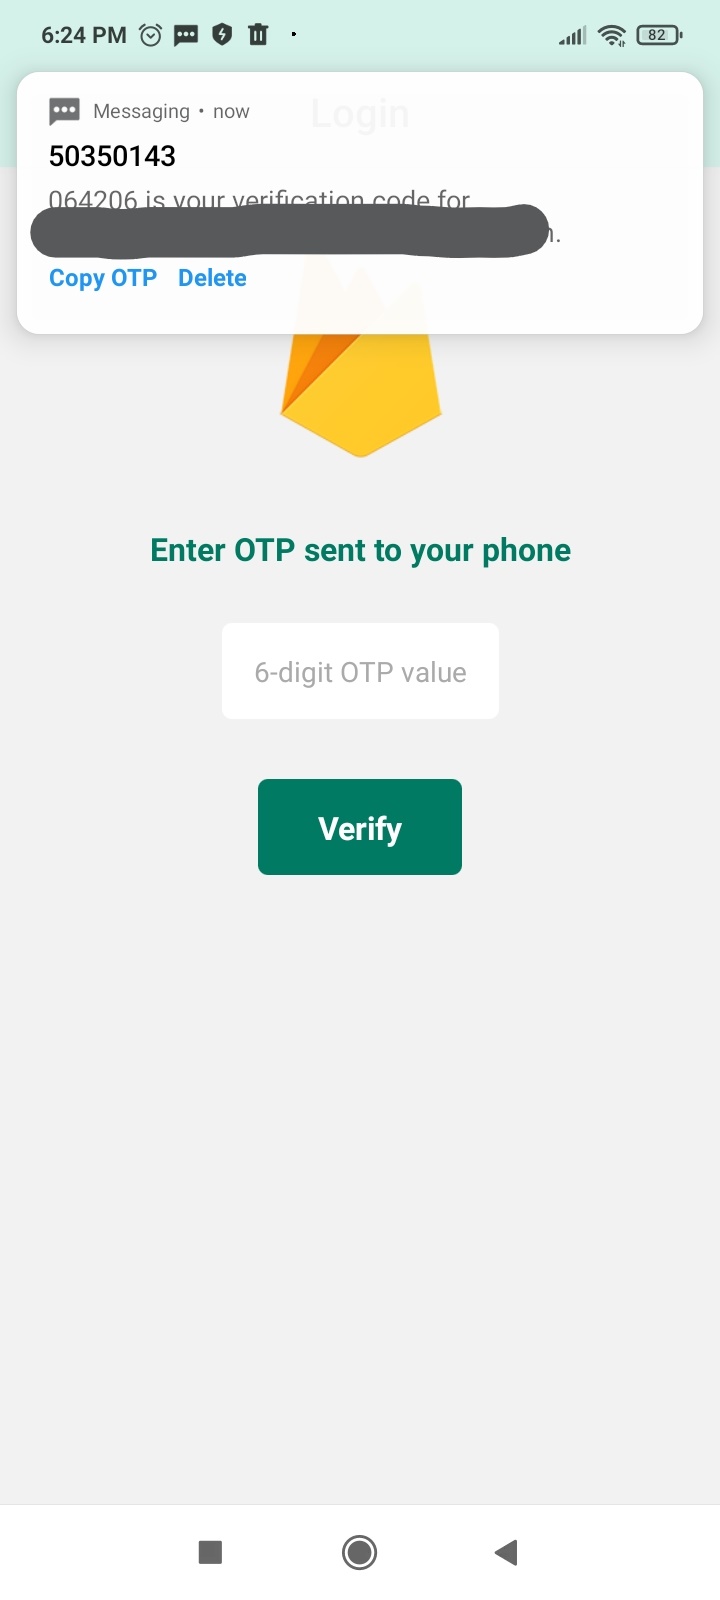 6:24 PM
82
Login
Messaging • now
50350143
064206 is your verification code for
.
Copy OTP Delete
Enter OTP sent to your phone
6-digit OTP value
Verify